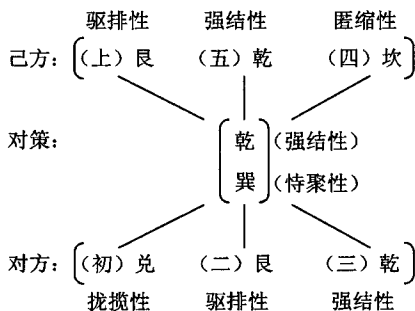 驱排性 强结性 匿缩性
己方：（上）艮 （五）乾 （四）坎
对策： 乾（强结性）
巽（恃聚性）
对方：（初）兑 （二）艮 （三）乾
拢揽性 驱排性 强结性